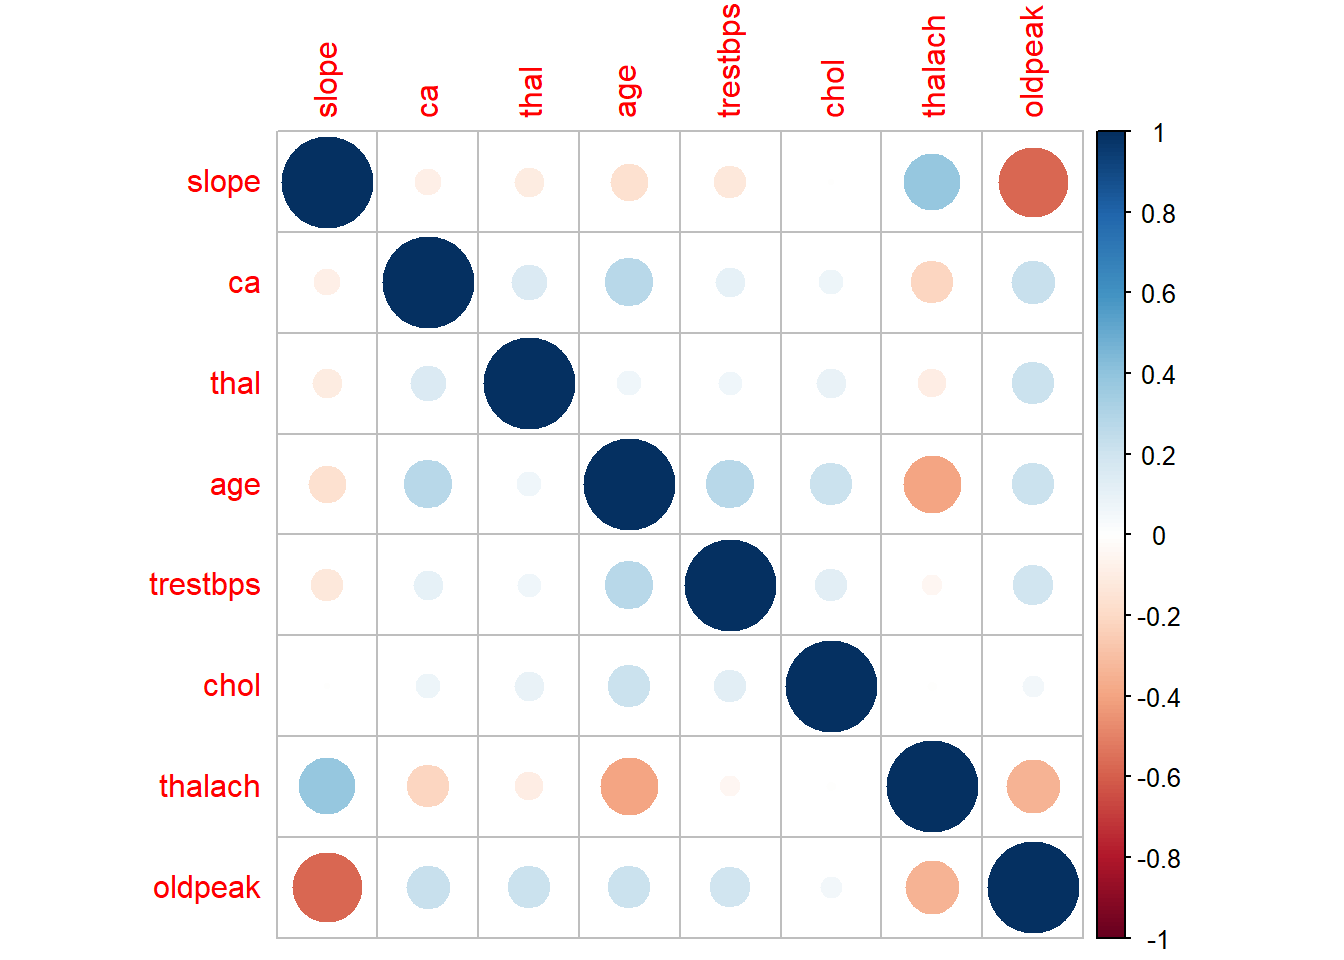 slope
ca
thal
age
trestbps
chol
thalach
oldpeak
slope
ca
thal
age
trestbps
chol
thalach
oldpeak
1
0.8
0.6
0.4
0.2
0
-0.2
-0.4
-0.6
-0.8
-1